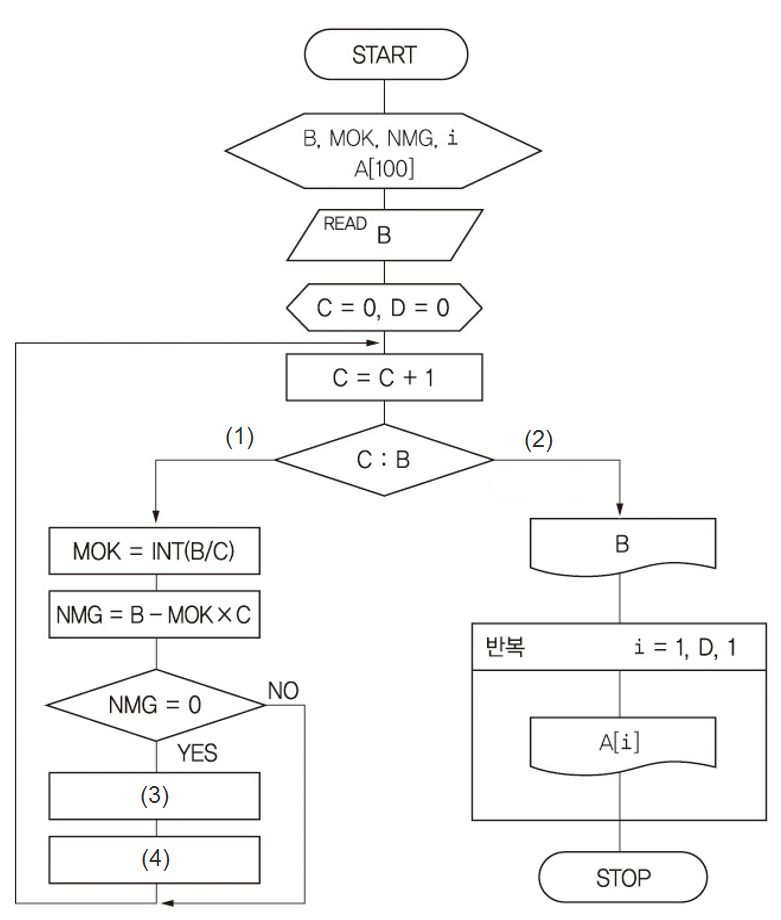 START
B, MOK, NMG, i
A[100]
READ B
C = 0, D = 0
C = C + 1
(1)
C : B
(2)
MOK = INT(B/C)
NMG = B - MOK × C
NMG = 0
NO
YES
(3)
(4)
B
반복 i = 1, D, 1
A[i]
STOP